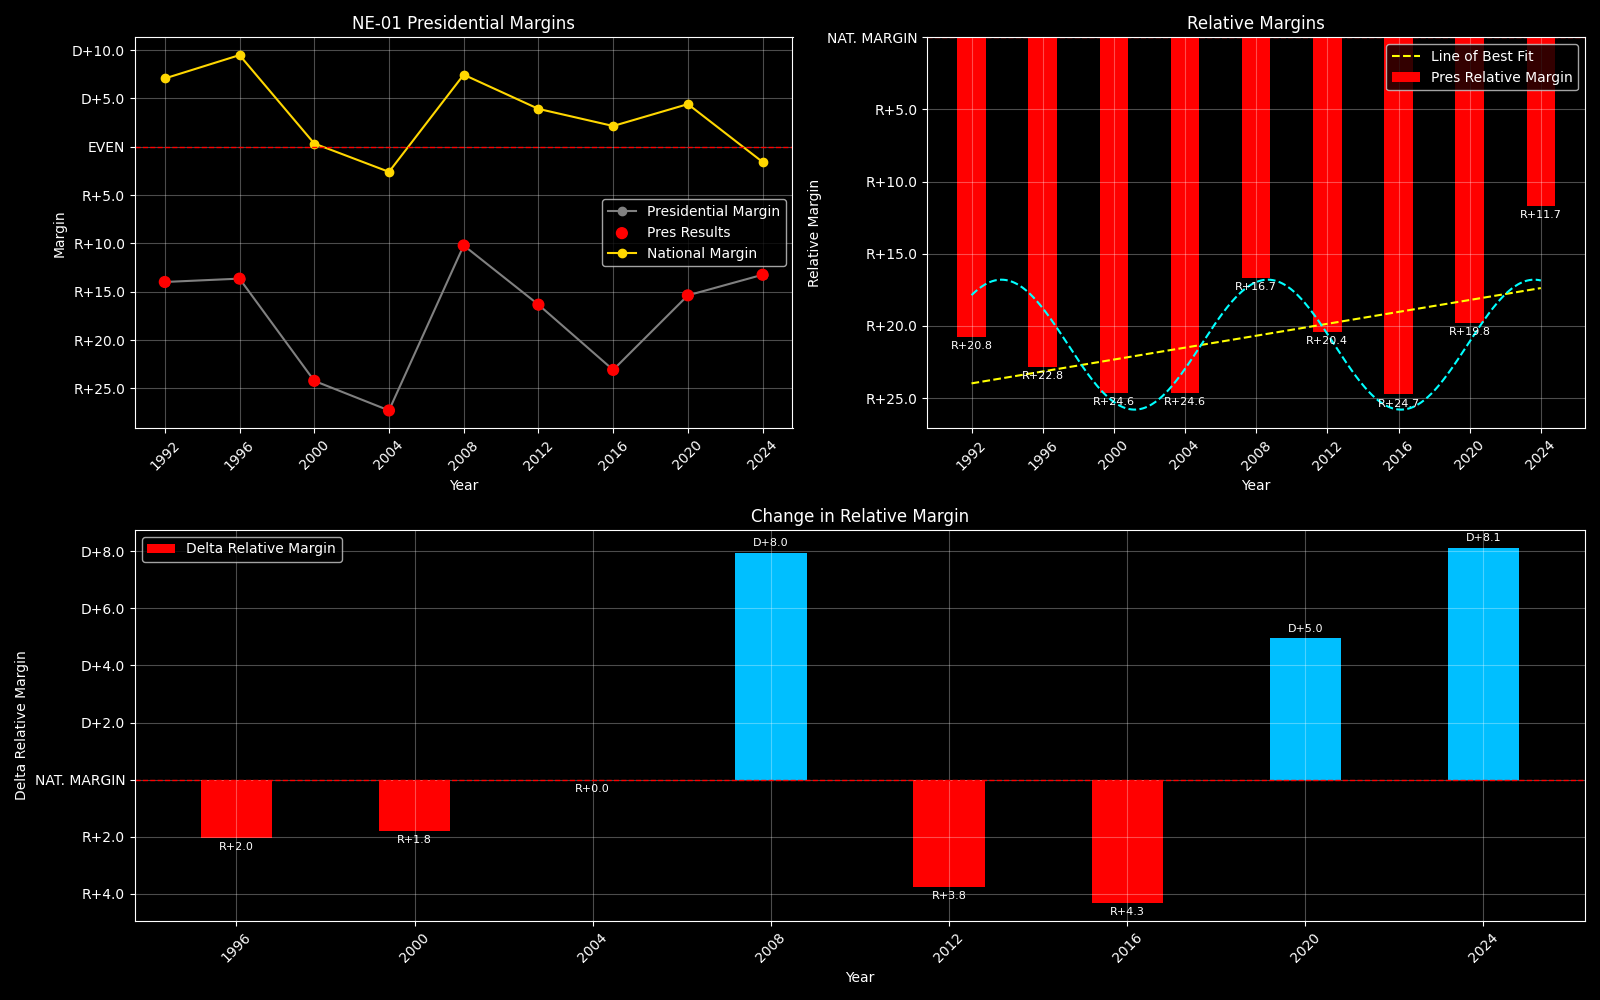 NE-01 Presidential Margins
D+10.0
D+5.0
EVEN
R+5.0
R+10.0
R+15.0
R+20.0
R+25.0
Margin
Presidential Margin
Pres Results
National Margin
1992
1996
2000
2004
2008
2012
2016
2020
2024
Year
Relative Margins
NAT. MARGIN
R+5.0
R+10.0
R+15.0
R+20.0
R+25.0
Relative Margin
Line of Best Fit
Pres Relative Margin
R+20.8
R+22.8
R+24.6
R+24.6
R+16.7
R+20.4
R+24.7
R+19.8
R+11.7
1992
1996
2000
2004
2008
2012
2016
2020
2024
Year
Change in Relative Margin
D+8.0
D+6.0
D+4.0
D+2.0
NAT. MARGIN
R+2.0
R+4.0
Delta Relative Margin
Delta Relative Margin
R+2.0
R+1.8
R+0.0
D+8.0
R+3.8
R+4.3
D+5.0
D+8.1
1996
2000
2004
2008
2012
2016
2020
2024
Year